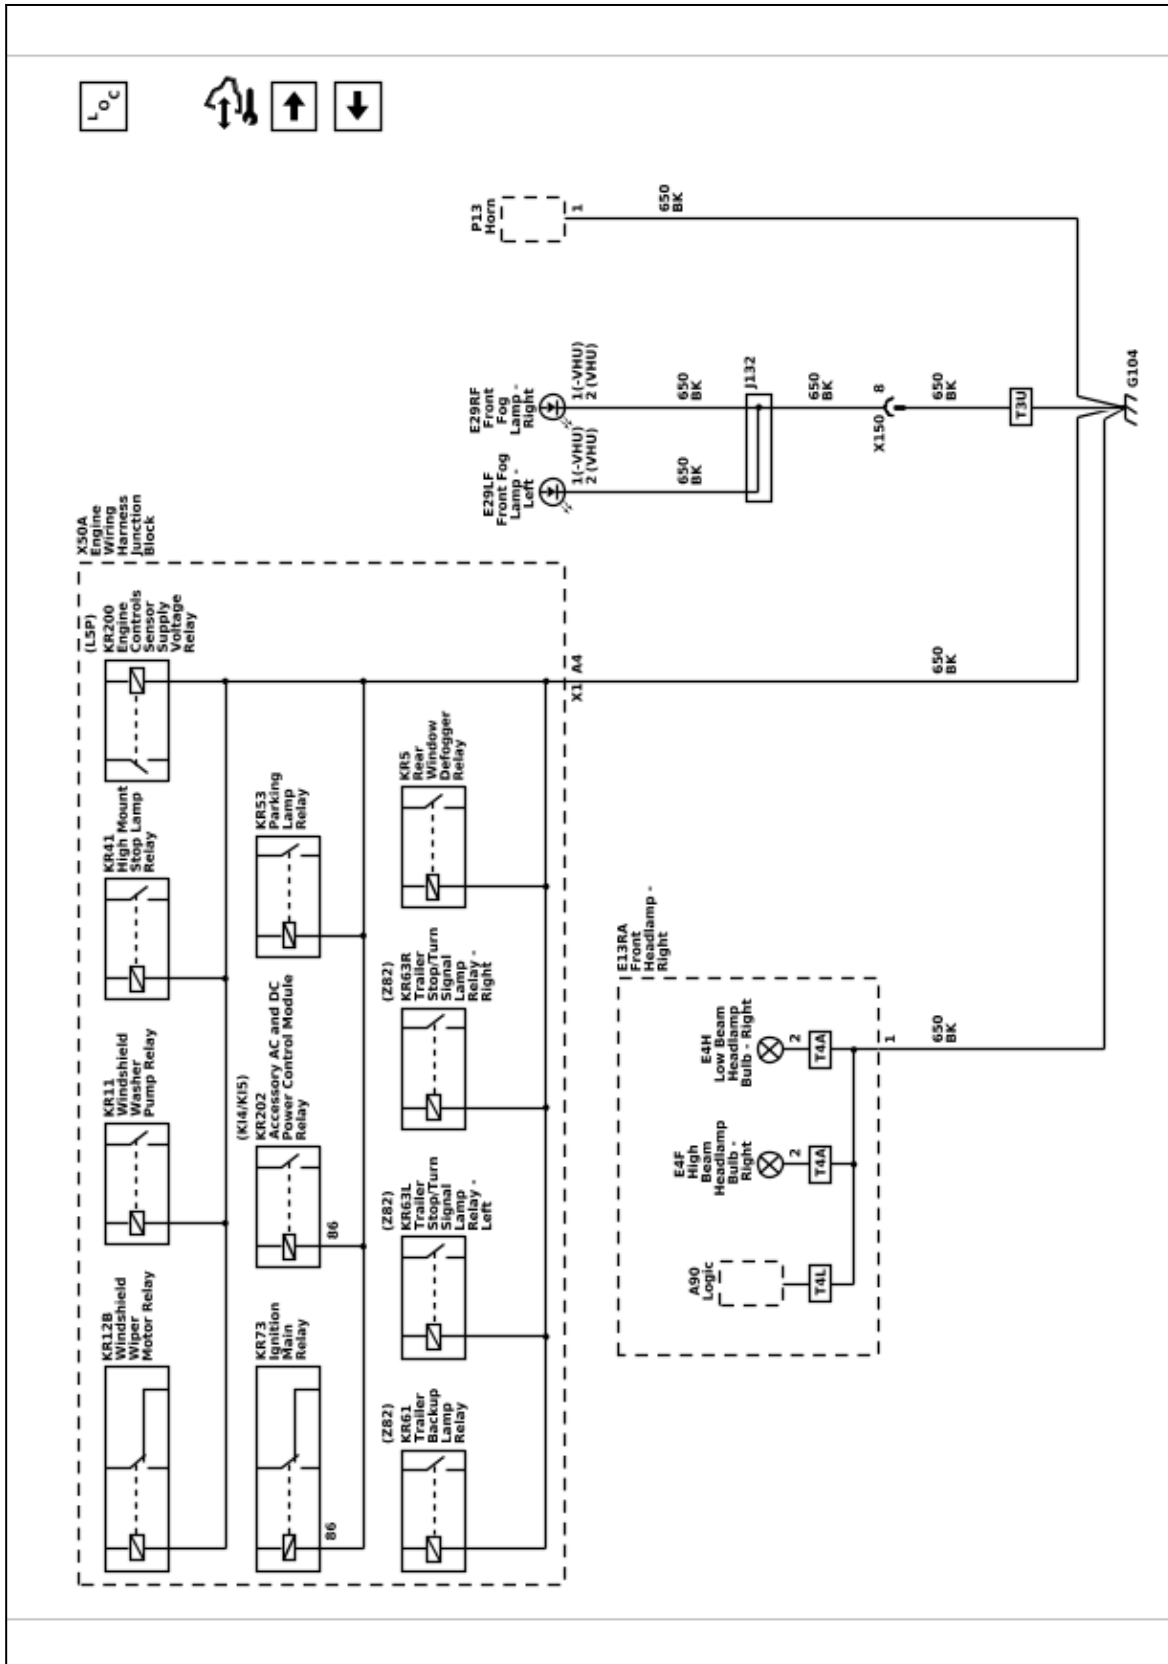 LOC
P13
Horn
1
650
BK
E29RF
Front
Fog
Lamp -
Right
1(-VHU)
2 (VHU)
650
BK
J132
650
BK
8
X150
650
BK
T3U
G104
E29LF
Front Fog
Lamp -
Left
1(-VHU)
2 (VHU)
650
BK
X50A
Engine
Wiring
Harness
Junction
Block
(L5P)
KR200
Engine
Controls
Sensor
Supply
Voltage
Relay
KR41
High Mount
Stop Lamp
Relay
KR11
Windshield
Washer
Pump Relay
KR12B
Windshield
Wiper
Motor Relay
KR53
Parking
Lamp
Relay
(KI4/KI5)
KR202
Accessory AC and DC
Power Control Module
Relay
86
KR73
Ignition
Main
Relay
86
KR5
Rear
Window
Defogger
Relay
(Z82)
KR63R
Trailer
Stop/Turn
Signal
Lamp
Relay -
Right
(Z82)
KR63L
Trailer
Stop/Turn
Signal
Lamp
Relay -
Left
(Z82)
KR61
Trailer
Backup
Lamp
Relay
X1 A4
650
BK
E13RA
Front
Headlamp -
Right
E4H
Low Beam
Headlamp
Bulb - Right
2
T4A
1
650
BK
E4F
High
Beam
Headlamp
Bulb -
Right
2
T4A
A90
Logic
T4L